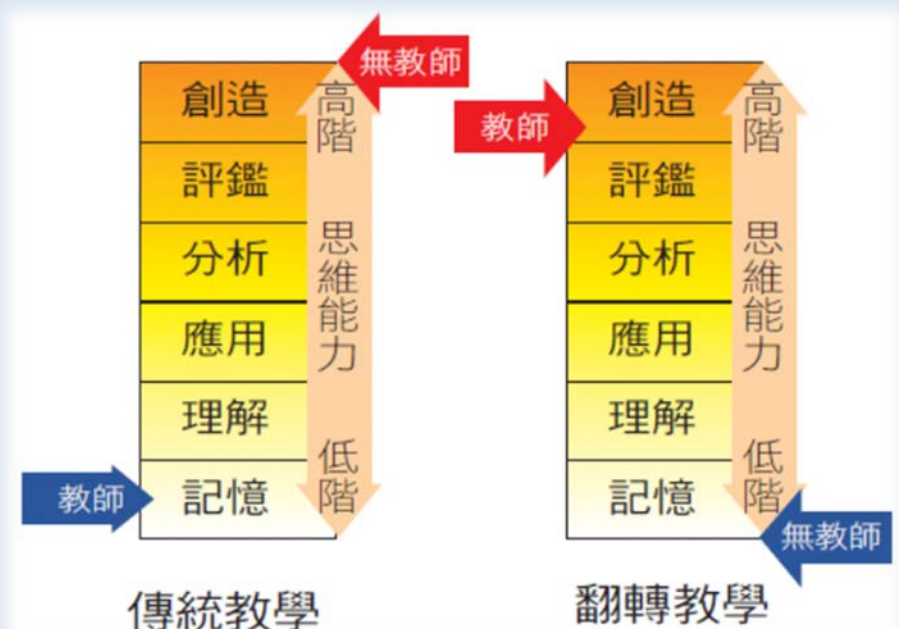 無教師
創造
評鑑
分析
應用
理解
記憶
高階 思維能力 低階
教師
傳統教學
教師
創造
評鑑
分析
應用
理解
記憶
高階 思維能力 低階
無教師
翻轉教學